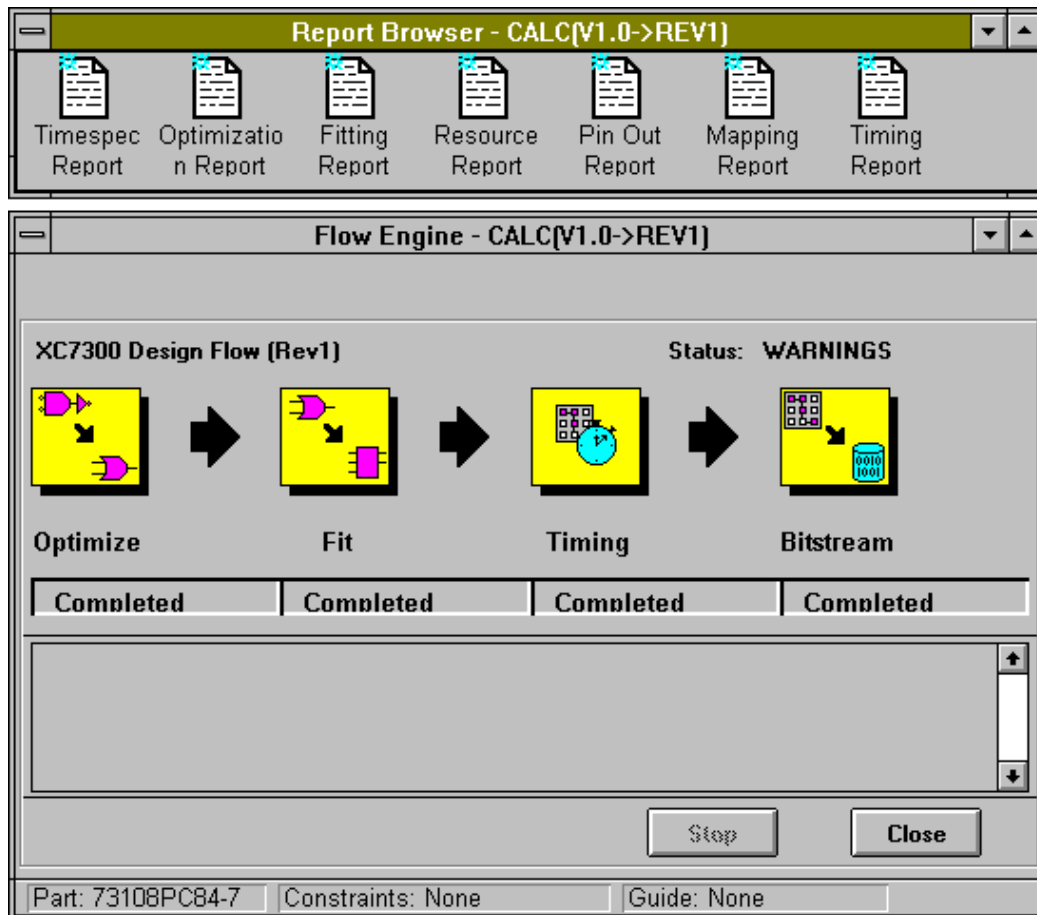 Report Browser - CALC(V1.0->REV1)
Timespec Optimizatio Fitting Resource Pin Out Mapping Timing
Report n Report Report Report Report Report Report
Flow Engine - CALC(V1.0->REV1)
XC7300 Design Flow (Rev1) Status: WARNINGS
0010
1001
Optimize Fit Timing Bitstream
Completed Completed Completed Completed
Stop Close
Part: 73108PC84-7 Constraints: None Guide: None